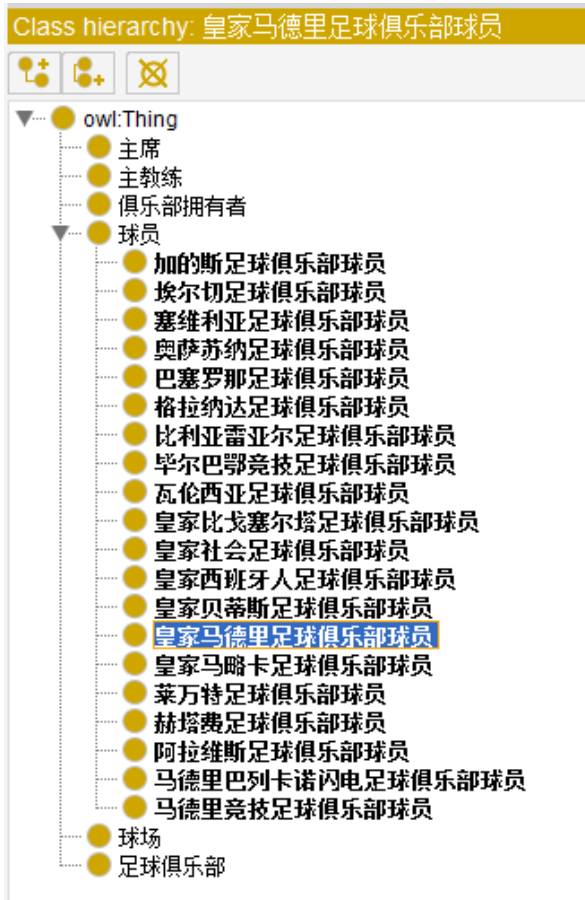 Class hierarchy: 皇家马德里足球俱乐部球员
owl:Thing
主席
主教练
俱乐部拥有者
球员
加的斯足球俱乐部球员
埃尔切足球俱乐部球员
塞维利亚足球俱乐部球员
奥萨苏纳足球俱乐部球员
巴塞罗那足球俱乐部球员
格拉纳达足球俱乐部球员
比利亚雷亚尔足球俱乐部球员
毕尔巴鄂竞技足球俱乐部球员
瓦伦西亚足球俱乐部球员
皇家比戈塞尔塔足球俱乐部球员
皇家社会足球俱乐部球员
皇家西班牙人足球俱乐部球员
皇家贝蒂斯足球俱乐部球员
皇家马德里足球俱乐部球员
皇家马略卡足球俱乐部球员
莱万特足球俱乐部球员
赫塔费足球俱乐部球员
阿拉维斯足球俱乐部球员
马德里巴列卡诺闪电足球俱乐部球员
马德里竞技足球俱乐部球员
球场
足球俱乐部